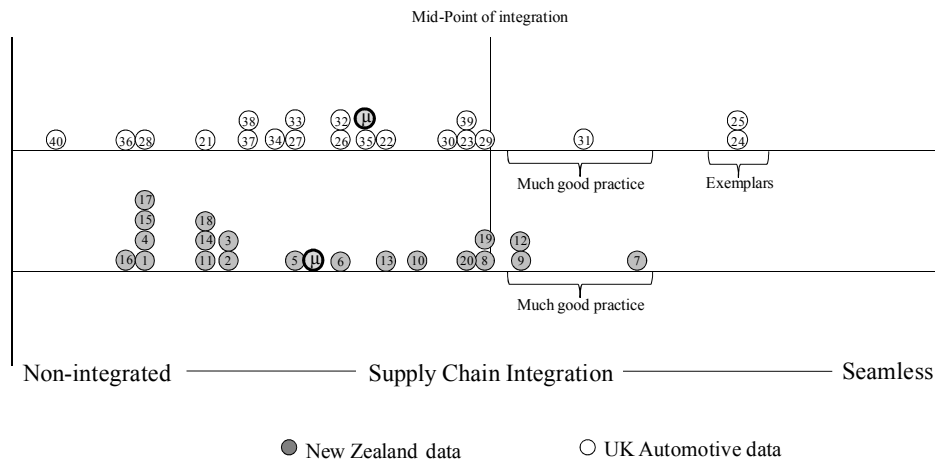 Mid-Point of integration
38 33 32 μ 39 25
40 36 28 21 37 34 27 26 35 22 30 23 29 31 24
Much good practice Exemplars
17
15 18
4 14 3 19 12
16 1 11 2 5 μ 6 13 10 20 8 9 7
Much good practice
Non-integrated Supply Chain Integration Seamless
New Zealand data UK Automotive data